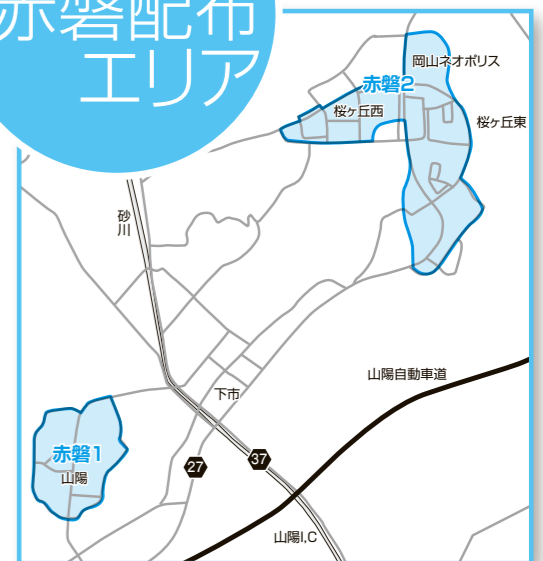 赤磐配布
エリア
岡山ネオポリス
赤磐2
桜ヶ丘西
桜ヶ丘東
砂川
山陽自動車道
下市
赤磐1
山陽
27
37
山陽I,C